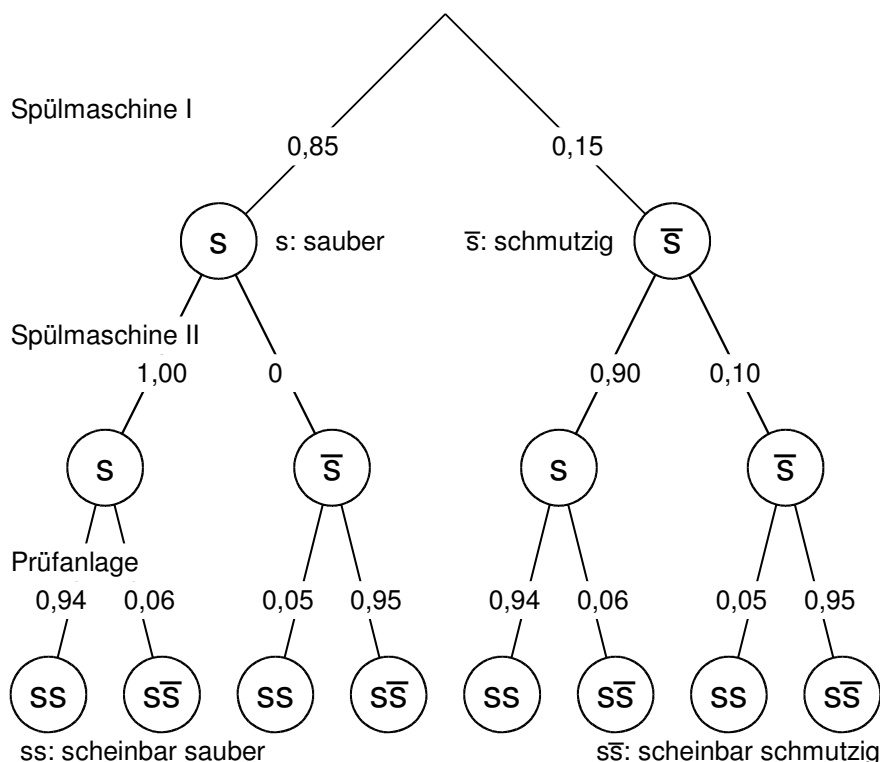 Spülmaschine I
0,85 0,15
s s: sauber s̅: schmutzig s̅
Spülmaschine II
1,00 0 0,90 0,10
s s̅ s s̅
Prüfanlage
0,94 0,06 0,05 0,95 0,94 0,06 0,05 0,95
ss ss̅ ss ss̅ ss ss̅ ss ss̅
ss: scheinbar sauber ss̅: scheinbar schmutzig